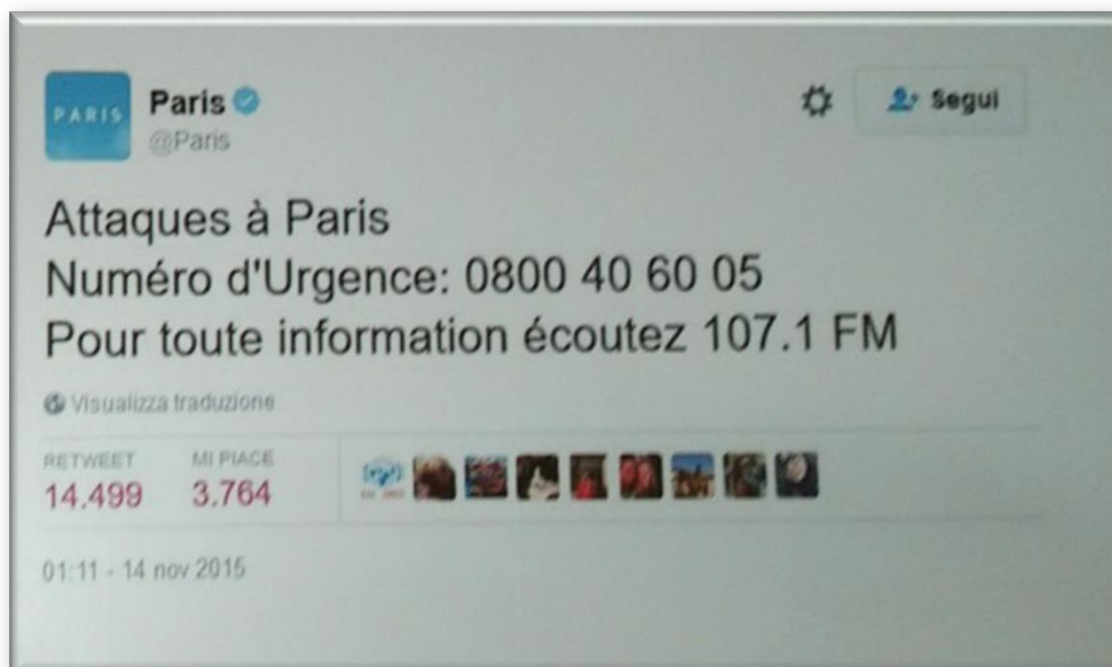 PARIS
Paris
@Paris
Segui
Attaques à Paris
Numéro d'Urgence: 0800 40 60 05
Pour toute information écoutez 107.1 FM
Visualizza traduzione
RETWEET MI PIACE
14.499 3.764
01:11 - 14 nov 2015